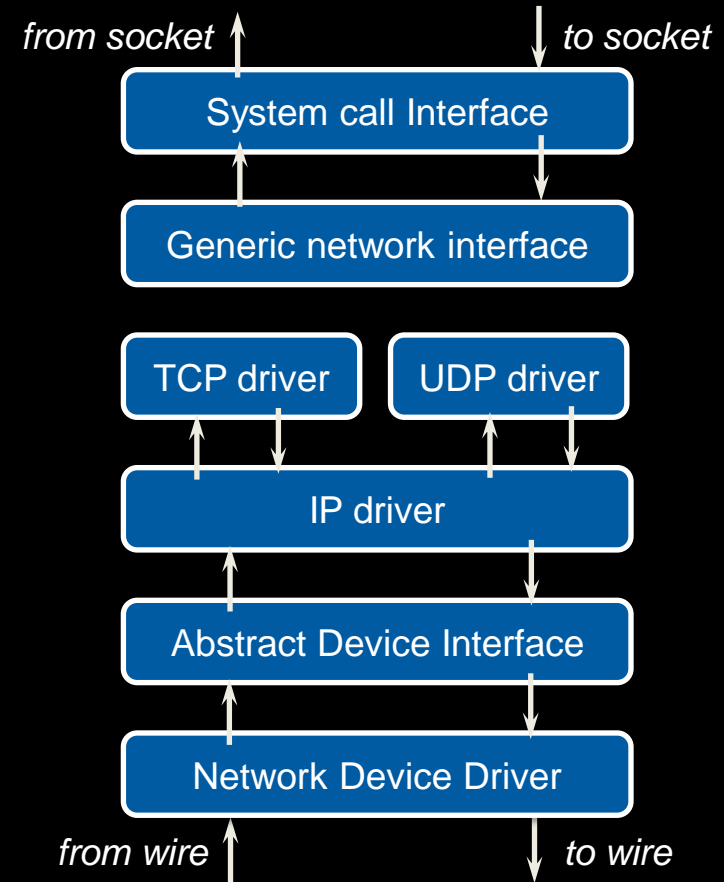 from socket
to socket
System call Interface
Generic network interface
TCP driver
UDP driver
IP driver
Abstract Device Interface
Network Device Driver
from wire
to wire